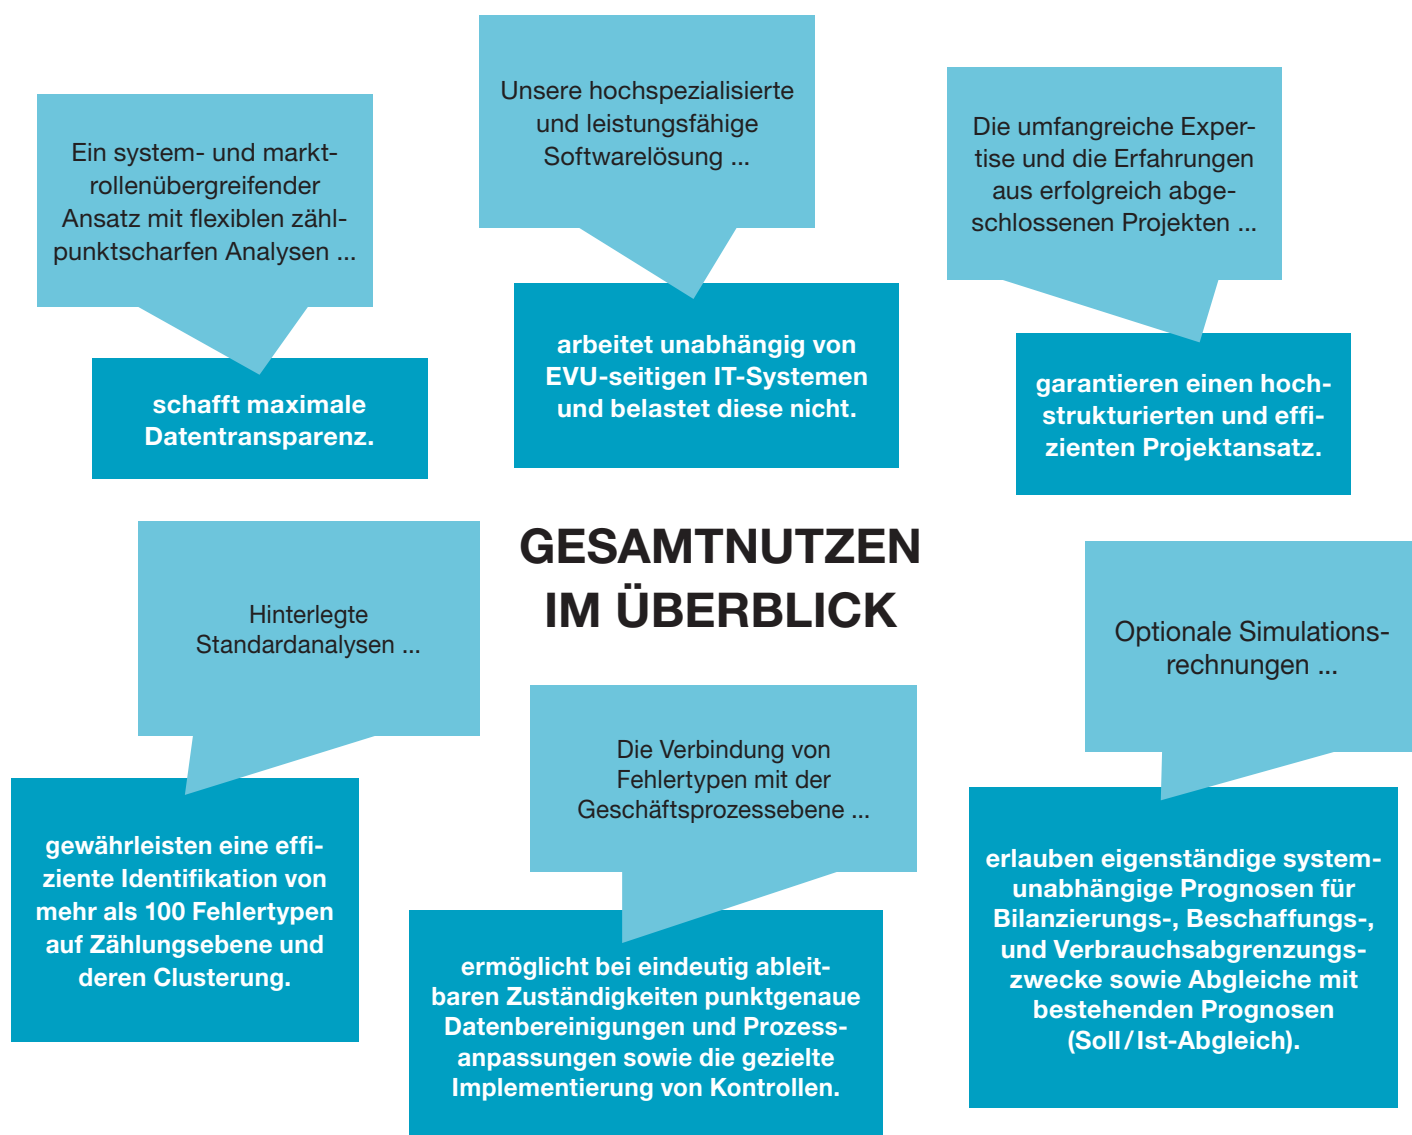 Ein system- und markt-
rollenübergreifender
Ansatz mit flexiblen zähl-
punktscharfen Analysen ...
schafft maximale
Datentransparenz.
Unsere hochspezialisierte
und leistungsfähige
Softwarelösung ...
arbeitet unabhängig von
EVU-seitigen IT-Systemen
und belastet diese nicht.
Die umfangreiche Exper-
tise und die Erfahrungen
aus erfolgreich abge-
schlossenen Projekten ...
garantieren einen hoch-
strukturierten und effi-
zienten Projektansatz.
GESAMTNUTZEN
IM ÜBERBLICK
Hinterlegte
Standardanalysen ...
gewährleisten eine effi-
ziente Identifikation von
mehr als 100 Fehlertypen
auf Zählungsebene und
deren Clusterung.
Die Verbindung von
Fehlertypen mit der
Geschäftsprozessebene ...
ermöglicht bei eindeutig ableit-
baren Zuständigkeiten punktgenaue
Datenbereinigungen und Prozess-
anpassungen sowie die gezielte
Implementierung von Kontrollen.
Optionale Simulations-
rechnungen ...
erlauben eigenständige system-
unabhängige Prognosen für
Bilanzierungs-, Beschaffungs-,
und Verbrauchsabgrenzungs-
zwecke sowie Abgleiche mit
bestehenden Prognosen
(Soll/Ist-Abgleich).